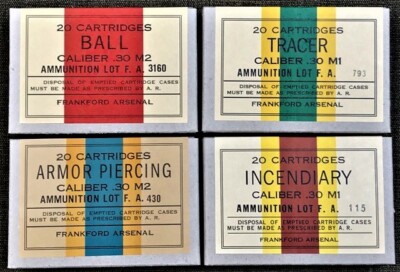 20 CARTRIDGES
BALL
CALIBER .30 M2
AMMUNITION LOT F. A. 3160
DISPOSAL OF EMPTIED CARTRIDGE CASES
MUST BE MADE AS PRESCRIBED BY A. R.
FRANKFORD ARSENAL
20 CARTRIDGES
TRACER
CALIBER .30 M1
AMMUNITION LOT F. A. 793
DISPOSAL OF EMPTIED CARTRIDGE CASES
MUST BE MADE AS PRESCRIBED BY A. R.
FRANKFORD ARSENAL
20 CARTRIDGES
ARMOR PIERCING
CALIBER .30 M2
AMMUNITION LOT F. A. 430
DISPOSAL OF EMPTIED CARTRIDGE CASES
MUST BE MADE AS PRESCRIBED BY A. R.
FRANKFORD ARSENAL
20 CARTRIDGES
INCENDIARY
CALIBER .30 M1
AMMUNITION LOT F. A. 115
DISPOSAL OF EMPTIED CARTRIDGE CASES
MUST BE MADE AS PRESCRIBED BY A. R.
FRANKFORD ARSENAL